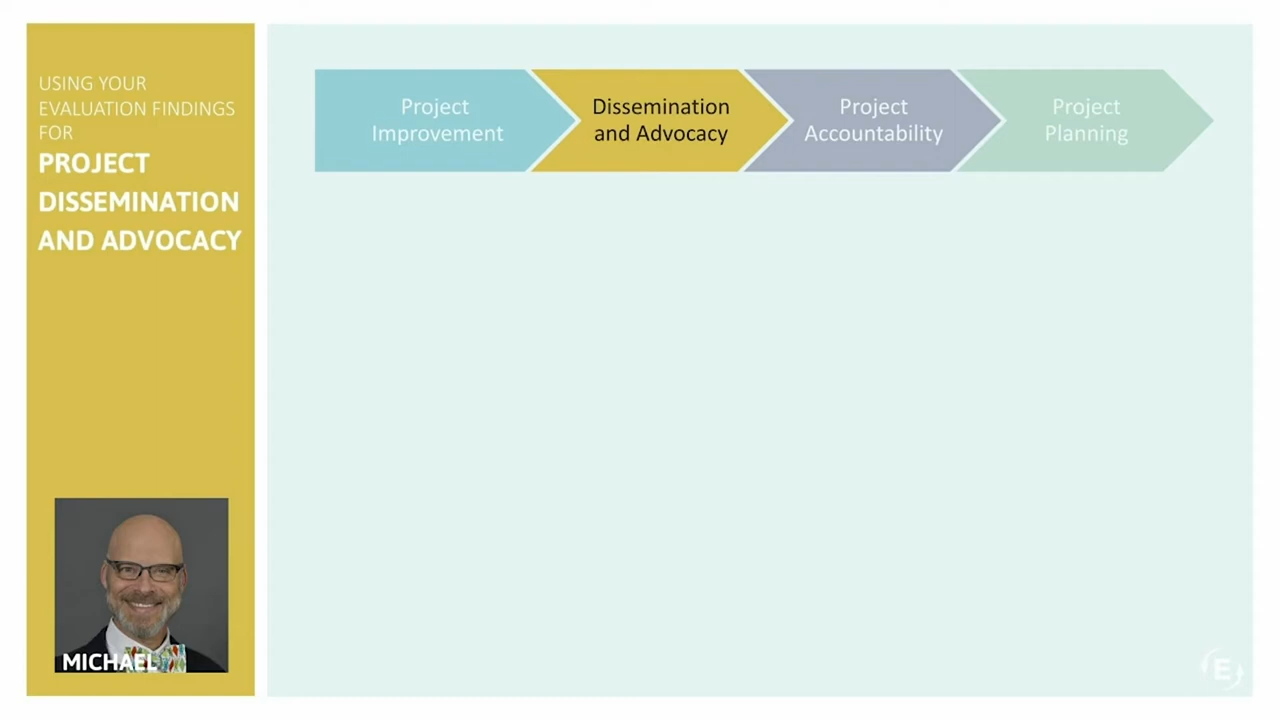 USING YOUR
EVALUATION FINDINGS
FOR
PROJECT
DISSEMINATION
AND ADVOCACY
Project
Improvement
Dissemination
and Advocacy
Project
Accountability
Project
Planning
MICHAEL
E